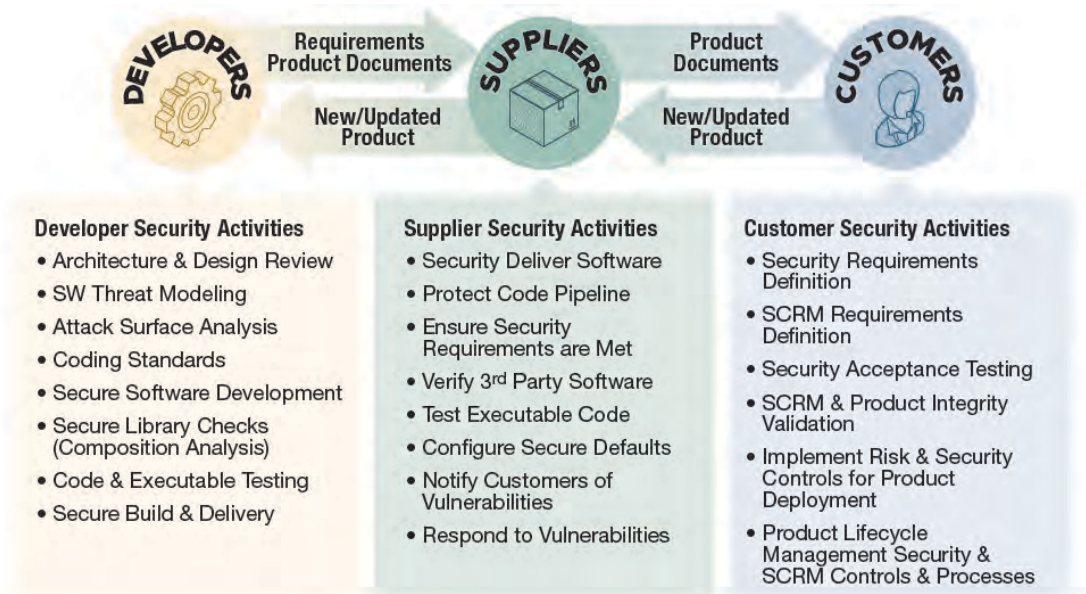 DEVELOPERS
Requirements
Product Documents
New/Updated
Product
SUPPLIERS
Product
Documents
New/Updated
Product
CUSTOMERS
Developer Security Activities
• Architecture & Design Review
• SW Threat Modeling
• Attack Surface Analysis
• Coding Standards
• Secure Software Development
• Secure Library Checks
(Composition Analysis)
• Code & Executable Testing
• Secure Build & Delivery
Supplier Security Activities
• Security Deliver Software
• Protect Code Pipeline
• Ensure Security
Requirements are Met
• Verify 3rd Party Software
• Test Executable Code
• Configure Secure Defaults
• Notify Customers of
Vulnerabilities
• Respond to Vulnerabilities
Customer Security Activities
• Security Requirements
Definition
• SCRM Requirements
Definition
• Security Acceptance Testing
• SCRM & Product Integrity
Validation
• Implement Risk & Security
Controls for Product
Deployment
• Product Lifecycle
Management Security &
SCRM Controls & Processes